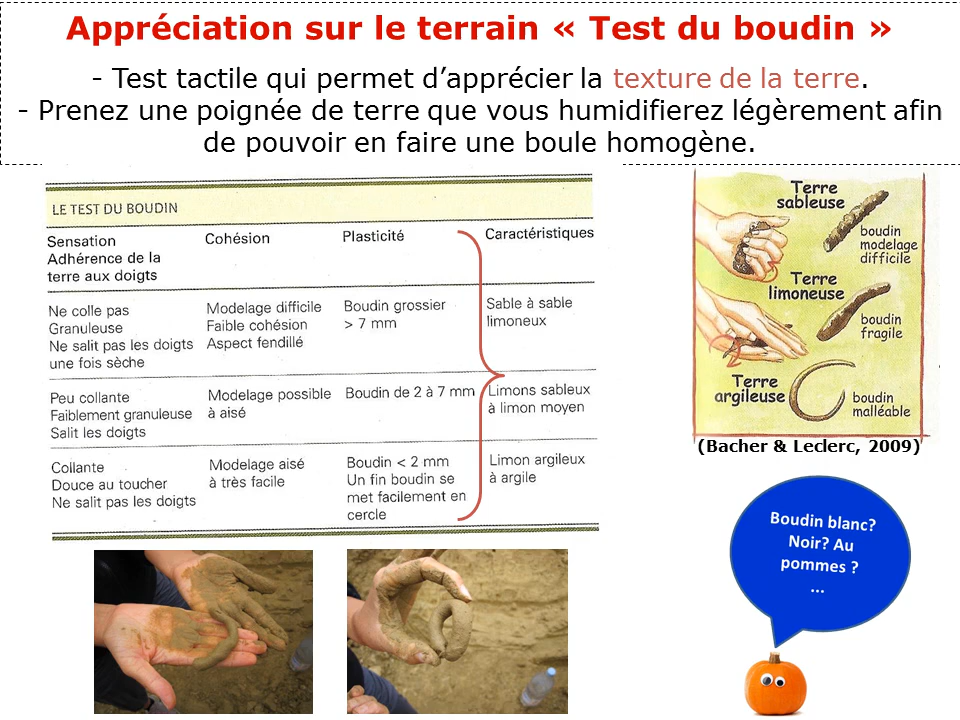 Appréciation sur le terrain « Test du boudin »
- Test tactile qui permet d’apprécier la texture de la terre.
- Prenez une poignée de terre que vous humidifierez légèrement afin
de pouvoir en faire une boule homogène.
LE TEST DU BOUDIN
Sensation
Adhérence de la
terre aux doigts
Cohésion
Plasticité
Caractéristiques
Ne colle pas
Granuleuse
Ne salit pas les doigts
une fois sèche
Modelage difficile
Faible cohésion
Aspect fendillé
Boudin grossier
> 7 mm
Sable à sable
limoneux
Peu collante
Faiblement granuleuse
Salit les doigts
Modelage possible
à aisé
Boudin de 2 à 7 mm
Limons sableux
à limon moyen
Collante
Douce au toucher
Ne salit pas les doigts
Modelage aisé
à très facile
Boudin < 2 mm
Un fin boudin se
met facilement en
cercle
Limon argileux
à argile
Terre
sableuse
boudin
modelage
difficile
Terre
limoneuse
boudin
fragile
Terre
argileuse
boudin
malléable
(Bacher & Leclerc, 2009)
Boudin blanc?
Noir? Au
pommes ?
...